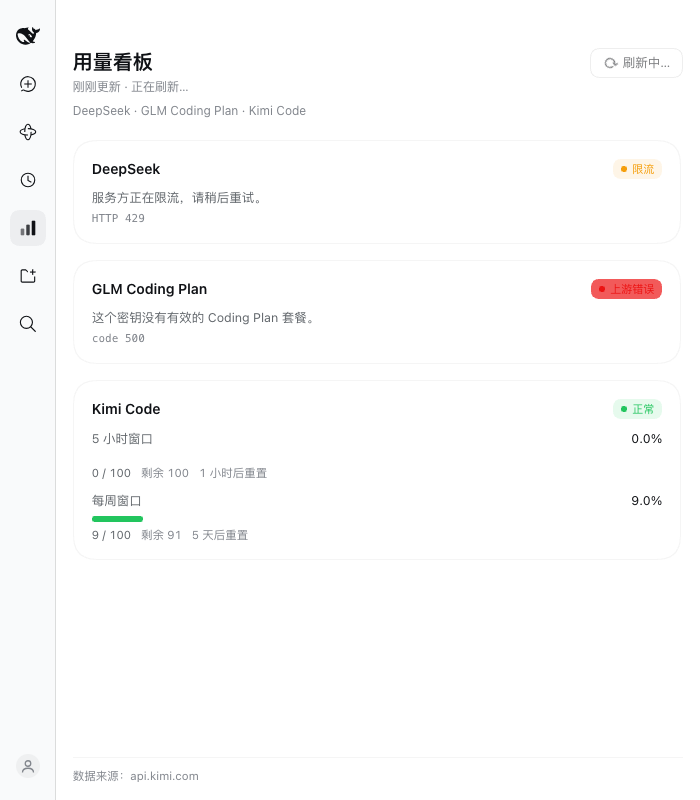 用量看板
刷新中...
刚刚更新 · 正在刷新...
DeepSeek · GLM Coding Plan · Kimi Code
DeepSeek
限流
服务方正在限流，请稍后重试。
HTTP 429
GLM Coding Plan
上游错误
这个密钥没有有效的 Coding Plan 套餐。
code 500
Kimi Code
正常
5 小时窗口
0.0%
0 / 100 剩余 100 1 小时后重置
每周窗口
9.0%
9 / 100 剩余 91 5 天后重置
数据来源：api.kimi.com